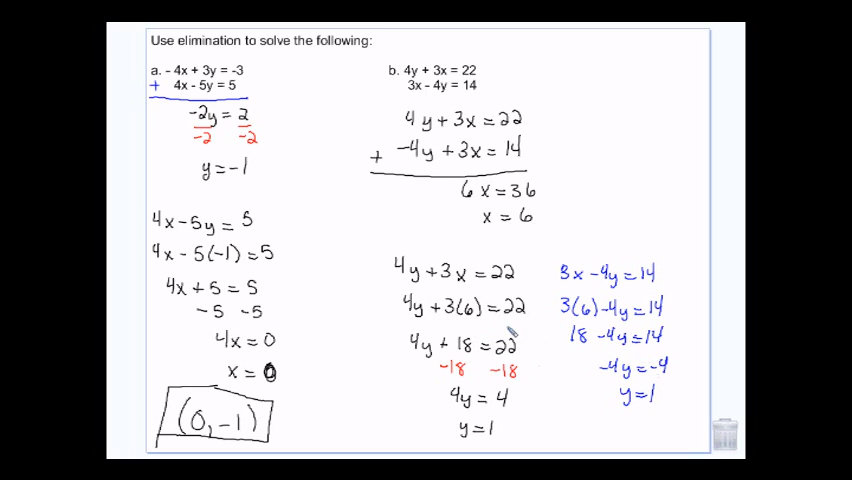 Use elimination to solve the following:
a. - 4x + 3y = -3
+ 4x - 5y = 5
-2y = 2
-2 -2
y = -1
4x - 5y = 5
4x - 5(-1) = 5
4x + 5 = 5
-5 -5
4x = 0
x = 0
(0, -1)
b. 4y + 3x = 22
3x - 4y = 14
4y + 3x = 22
+ -4y + 3x = 14
6x = 36
x = 6
4y + 3x = 22
4y + 3(6) = 22
4y + 18 = 22
-18 -18
4y = 4
y = 1
3x - 4y = 14
3(6) - 4y = 14
18 - 4y = 14
-4y = -4
y = 1